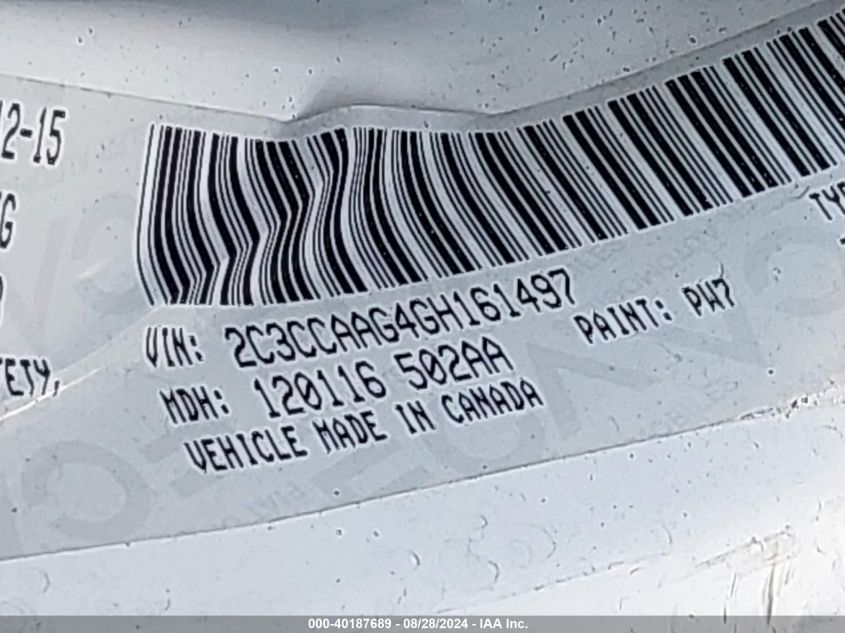 12-15
VIN: 2C3CCAAG4GH161497
PAINT: PW7
MDH: 120116 502AA
VEHICLE MADE IN CANADA
000-40187689 - 08/28/2024 - IAA Inc.